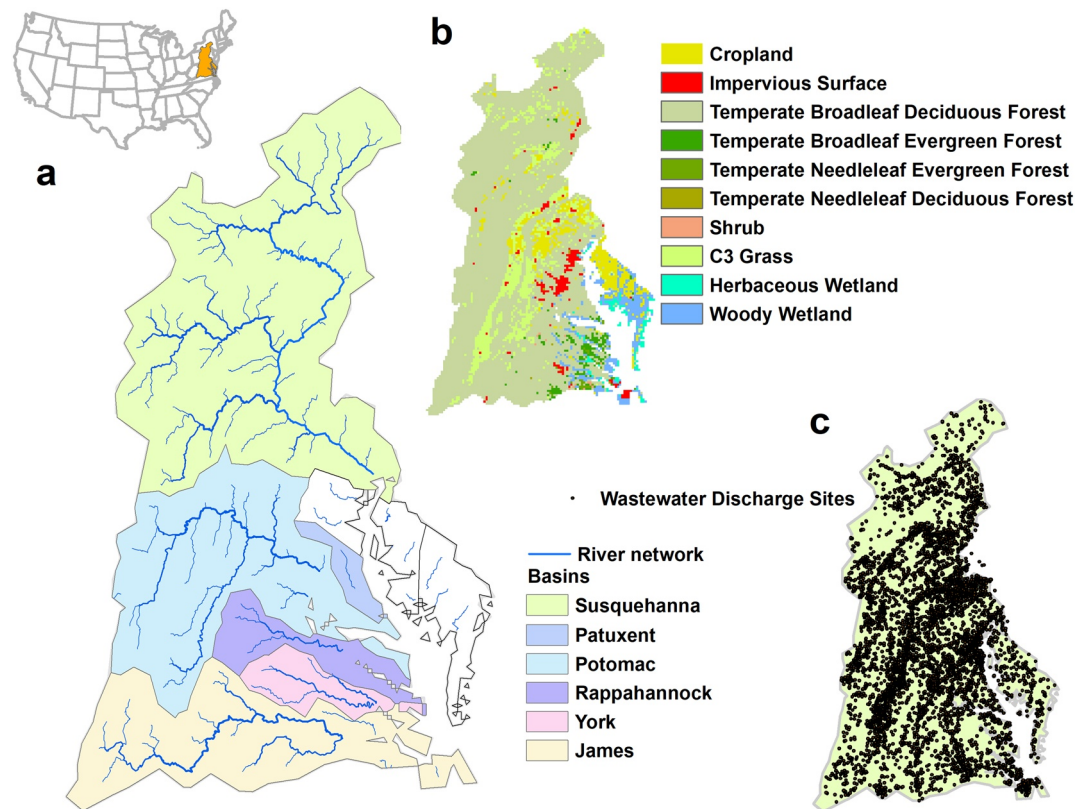 b
Cropland
Impervious Surface
Temperate Broadleaf Deciduous Forest
Temperate Broadleaf Evergreen Forest
Temperate Needleleaf Evergreen Forest
Temperate Needleleaf Deciduous Forest
Shrub
C3 Grass
Herbaceous Wetland
Woody Wetland
a
c
Wastewater Discharge Sites
River network
Basins
Susquehanna
Patuxent
Potomac
Rappahannock
York
James